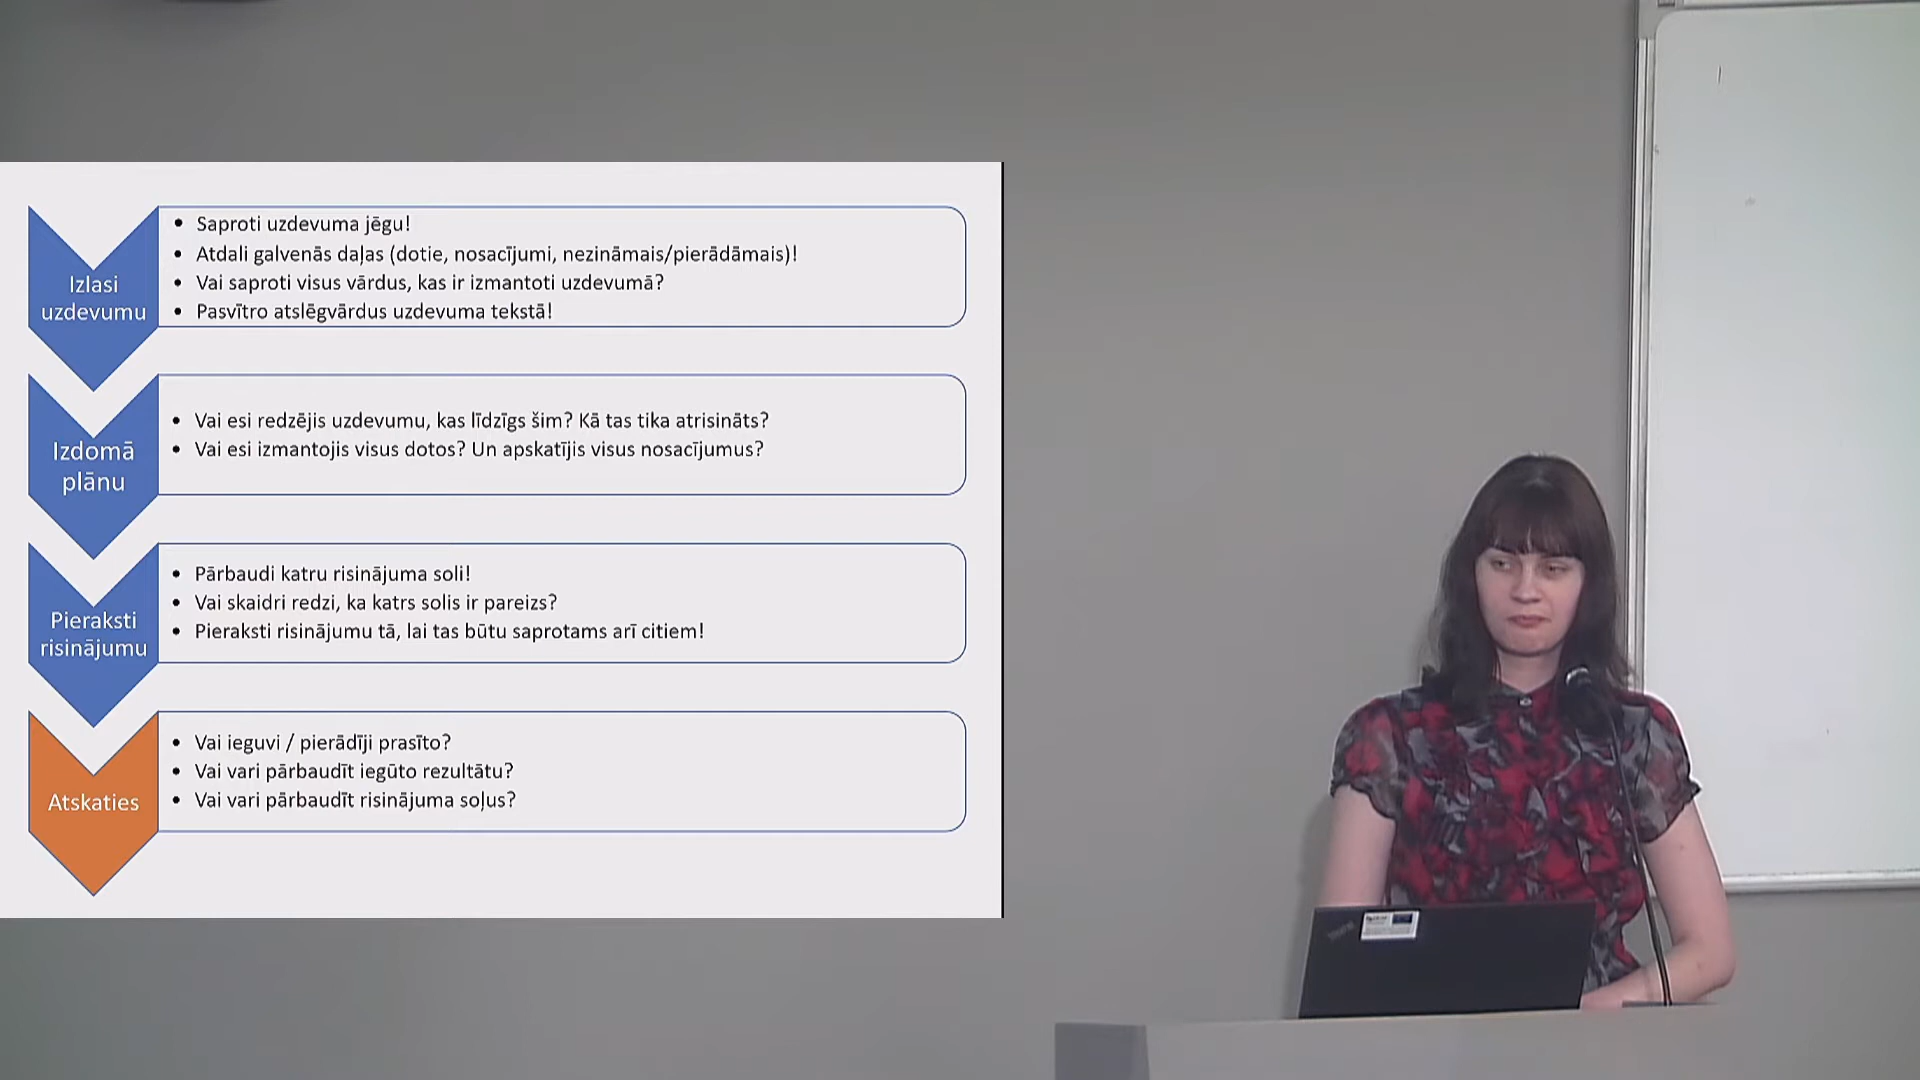 Izlasi
uzdevumu
• Saproti uzdevuma jēgu!
• Atdali galvenās daļas (dotie, nosacījumi, nezināmais/pierādāmais)!
• Vai saproti visus vārdus, kas ir izmantoti uzdevumā?
• Pasvītro atslēgvārdus uzdevuma tekstā!
Izdomā
plānu
• Vai esi redzējis uzdevumu, kas līdzīgs šim? Kā tas tika atrisināts?
• Vai esi izmantojis visus dotos? Un apskatījis visus nosacījumus?
Pieraksti
risinājumu
• Pārbaudi katru risinājuma soli!
• Vai skaidri redzi, ka katrs solis ir pareizs?
• Pieraksti risinājumu tā, lai tas būtu saprotams arī citiem!
Atskaties
• Vai ieguvi / pierādīji prasīto?
• Vai vari pārbaudīt iegūto rezultātu?
• Vai vari pārbaudīt risinājuma soļus?